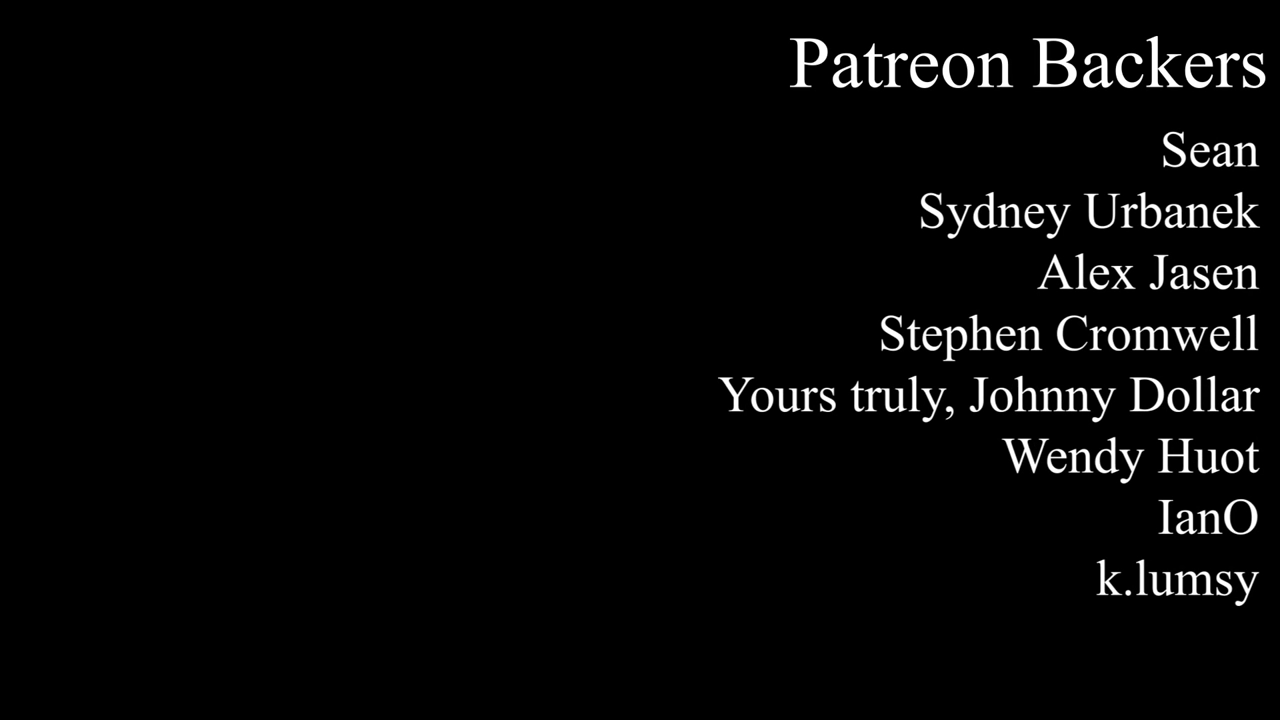 Patreon Backers
Sean
Sydney Urbanek
Alex Jasen
Stephen Cromwell
Yours truly, Johnny Dollar
Wendy Huot
IanO
k.lumsy